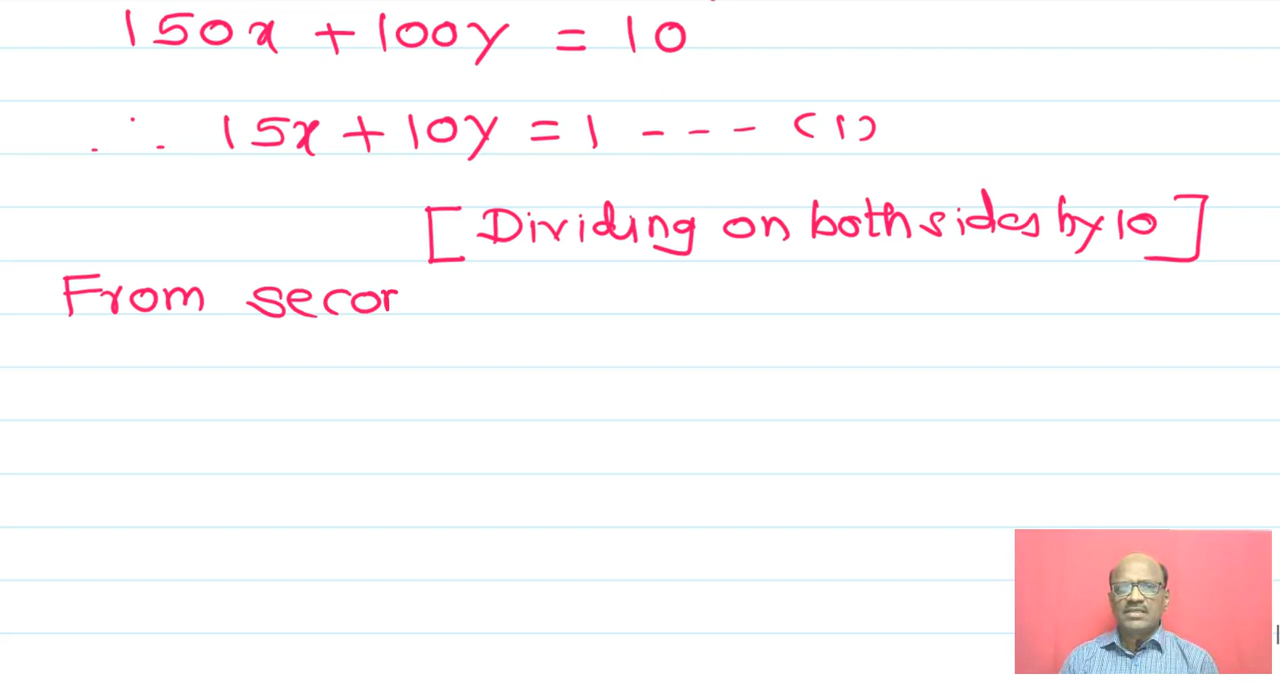 150x + 100y = 10
∴ 15x + 10y = 1 --- (1)
[Dividing on both sides by 10]
From secor